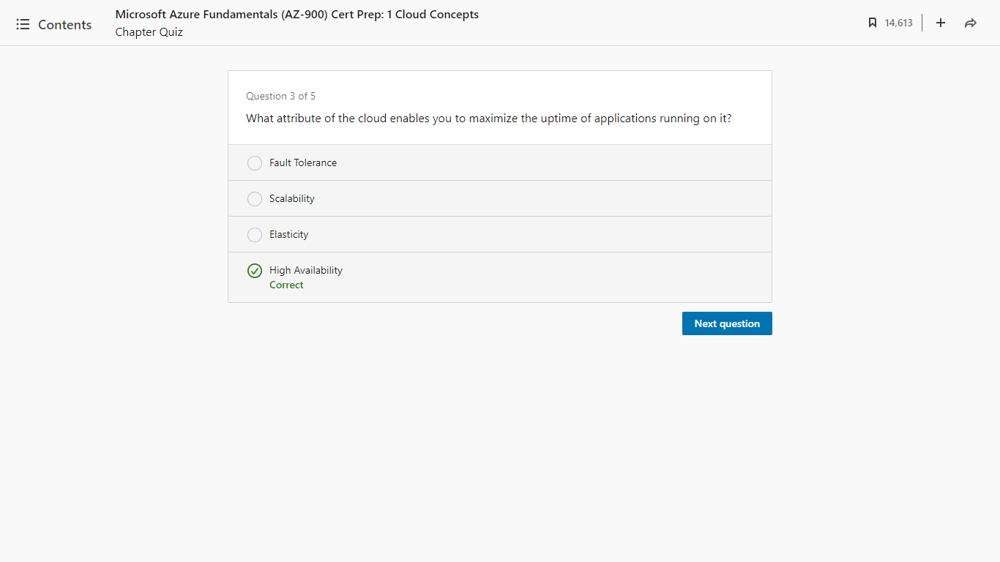 Contents
Microsoft Azure Fundamentals (AZ-900) Cert Prep: 1 Cloud Concepts
Chapter Quiz
14,613
Question 3 of 5
What attribute of the cloud enables you to maximize the uptime of applications running on it?
Fault Tolerance
Scalability
Elasticity
High Availability
Correct
Next question